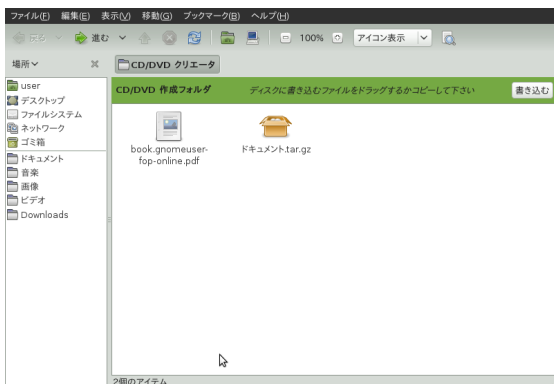 ファイル(F) 編集(E) 表示(V) 移動(G) ブックマーク(B) ヘルプ(H)
戻る 進む 100% アイコン表示
場所 CD/DVD クリエータ
user
デスクトップ
ファイルシステム
ネットワーク
ゴミ箱
ドキュメント
音楽
画像
ビデオ
Downloads
CD/DVD 作成フォルダ ディスクに書き込むファイルをドラッグするかコピーして下さい 書き込む
book.gnomeuser-
fop-online.pdf
ドキュメント.tar.gz
2個のアイテム